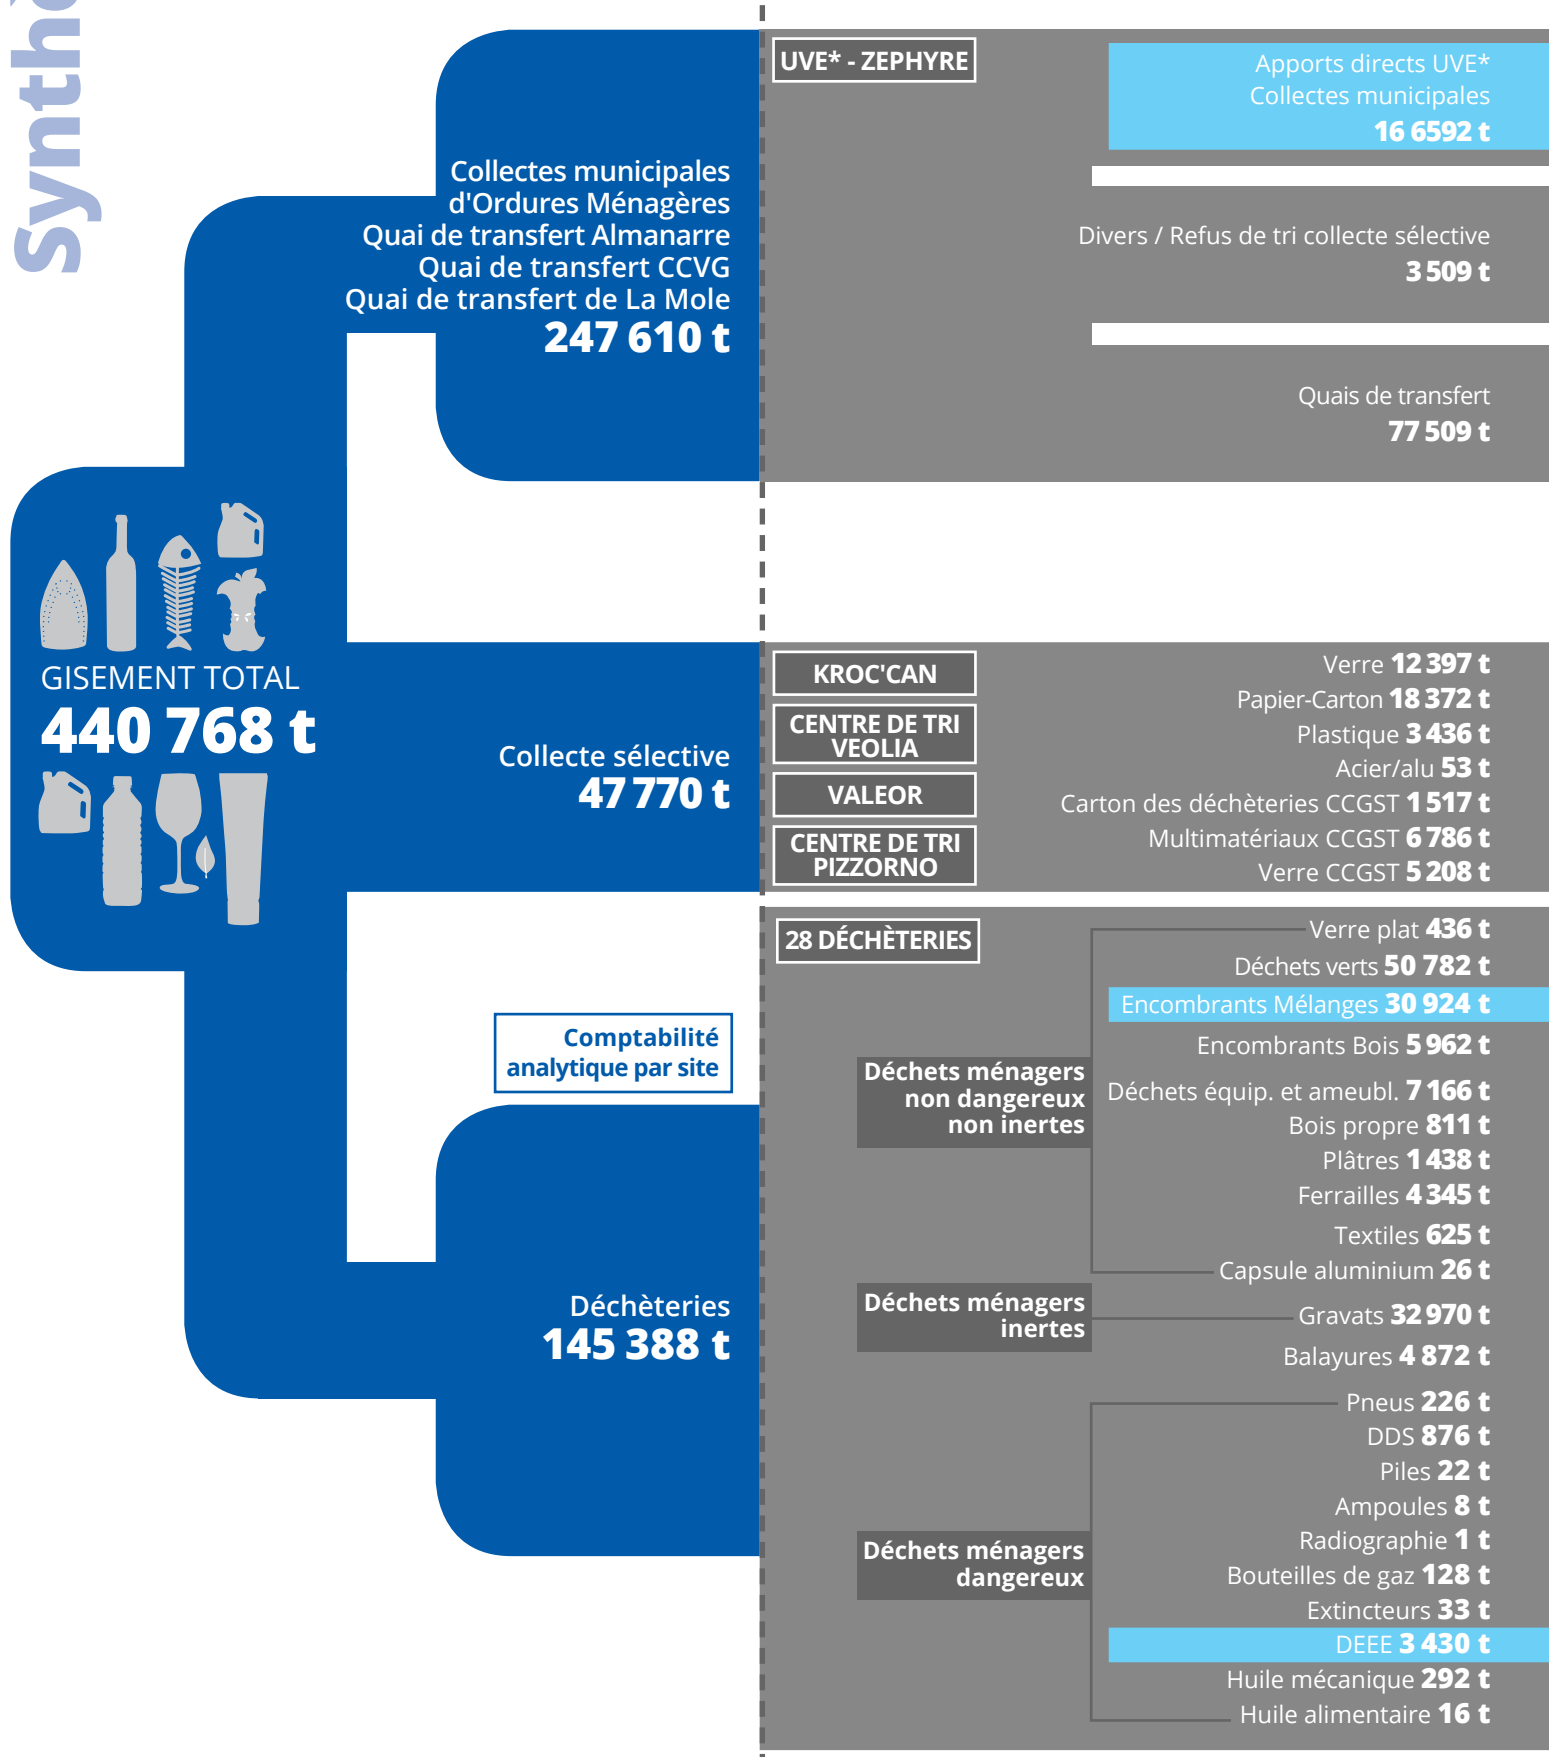 Synthè
GISEMENT TOTAL
440 768 t
Collectes municipales
d'Ordures Ménagères
Quai de transfert Almanarre
Quai de transfert CCVG
Quai de transfert de La Mole
247 610 t
UVE* - ZEPHYRE
Apports directs UVE*
Collectes municipales
16 6592 t
Divers / Refus de tri collecte sélective
3 509 t
Quais de transfert
77 509 t
Collecte sélective
47 770 t
KROC'CAN
CENTRE DE TRI
VEOLIA
VALEOR
CENTRE DE TRI
PIZZORNO
Verre 12 397 t
Papier-Carton 18 372 t
Plastique 3 436 t
Acier/alu 53 t
Carton des déchèteries CCGST 1 517 t
Multimatériaux CCGST 6 786 t
Verre CCGST 5 208 t
Comptabilité
analytique par site
Déchèteries
145 388 t
28 DÉCHÈTERIES
Déchets ménagers
non dangereux
non inertes
Verre plat 436 t
Déchets verts 50 782 t
Encombrants Mélanges 30 924 t
Encombrants Bois 5 962 t
Déchets équip. et ameubl. 7 166 t
Bois propre 811 t
Plâtres 1 438 t
Ferrailles 4 345 t
Textiles 625 t
Capsule aluminium 26 t
Déchets ménagers
inertes
Gravats 32 970 t
Balayures 4 872 t
Déchets ménagers
dangereux
Pneus 226 t
DDS 876 t
Piles 22 t
Ampoules 8 t
Radiographie 1 t
Bouteilles de gaz 128 t
Extincteurs 33 t
DEEE 3 430 t
Huile mécanique 292 t
Huile alimentaire 16 t